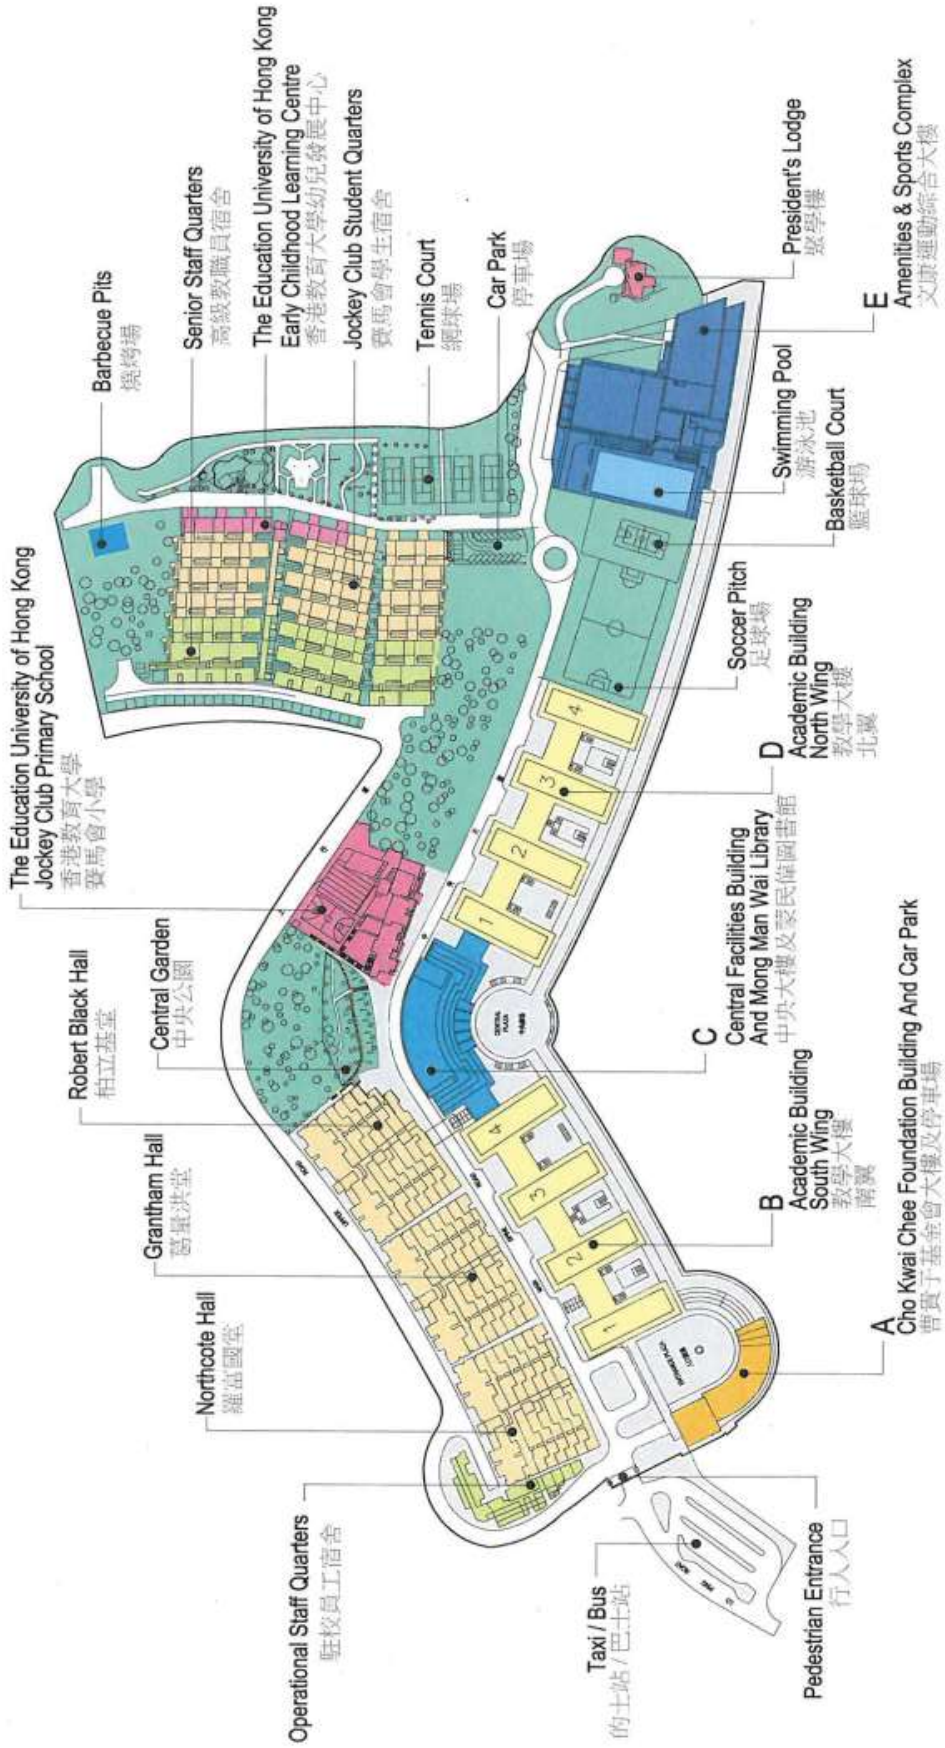 The Education University of Hong Kong
Jockey Club Primary School
香港教育大學
賽馬會小學
Robert Black Hall
柏立基堂
Central Garden
中央公園
Grantham Hall
葛量洪堂
Northcote Hall
羅富國堂
Operational Staff Quarters
駐校員工宿舍
Barbecue Pits
燒烤場
Senior Staff Quarters
高級教職員宿舍
The Education University of Hong Kong
Early Childhood Learning Centre
香港教育大學幼兒發展中心
Jockey Club Student Quarters
賽馬會學生宿舍
Tennis Court
網球場
Car Park
停車場
1
2
3
4
CENTRAL
PLAZA
1
2
3
4
Taxi / Bus
的士站 / 巴士站
Pedestrian Entrance
行人入口
A
Cho Kwai Chee Foundation Building And Car Park
曹貴子基金會大樓及停車場
B
Academic Building
South Wing
教學大樓
南翼
C
Central Facilities Building
And Mong Man Wai Library
中央大樓及蒙民偉圖書館
D
Academic Building
North Wing
教學大樓
北翼
Soccer Pitch
足球場
Basketball Court
籃球場
Swimming Pool
游泳池
E
Amenities & Sports Complex
文康運動綜合大樓
President's Lodge